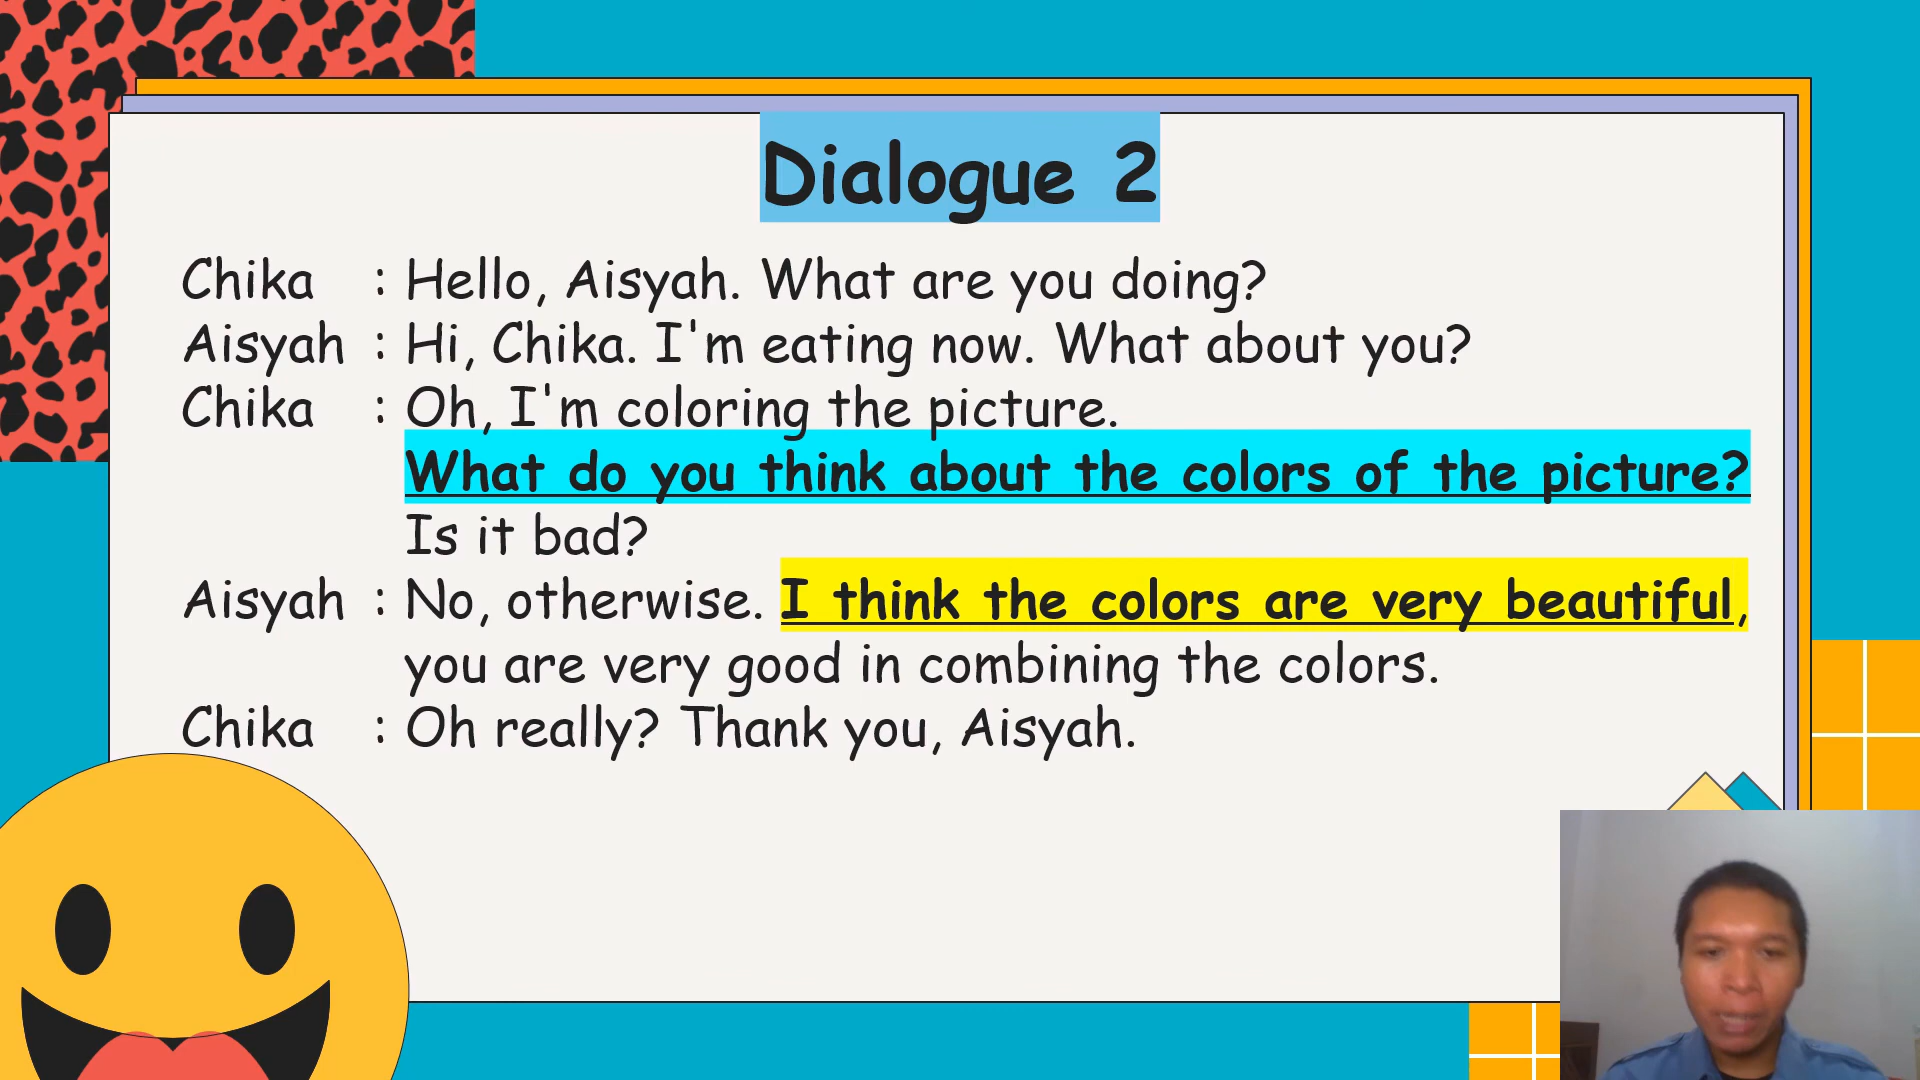 Dialogue 2
Chika : Hello, Aisyah. What are you doing?
Aisyah : Hi, Chika. I'm eating now. What about you?
Chika : Oh, I'm coloring the picture.
What do you think about the colors of the picture?
Is it bad?
Aisyah : No, otherwise. I think the colors are very beautiful,
you are very good in combining the colors.
Chika : Oh really? Thank you, Aisyah.